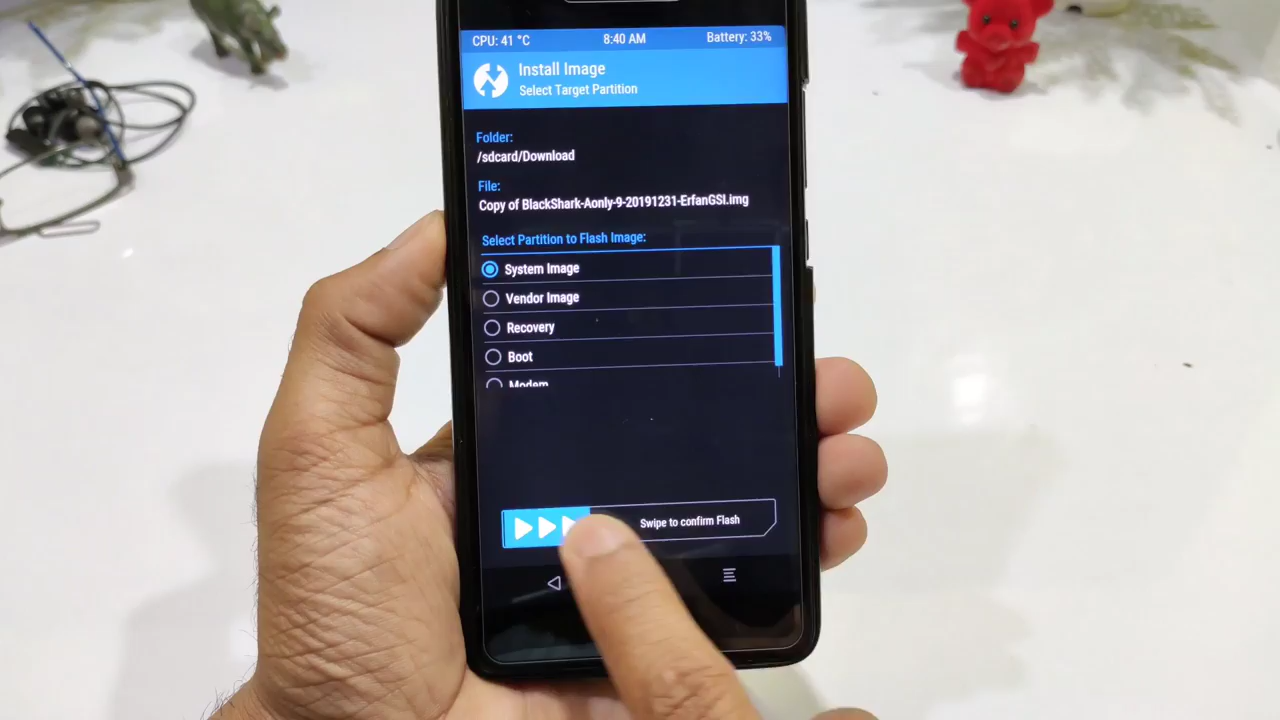 CPU: 41 °C 8:40 AM Battery: 33%
Install Image
Select Target Partition
Folder:
/sdcard/Download
File:
Copy of BlackShark-Aonly-9-20191231-ErfanGSI.img
Select Partition to Flash Image:
System Image
Vendor Image
Recovery
Boot
Modem
Swipe to confirm Flash